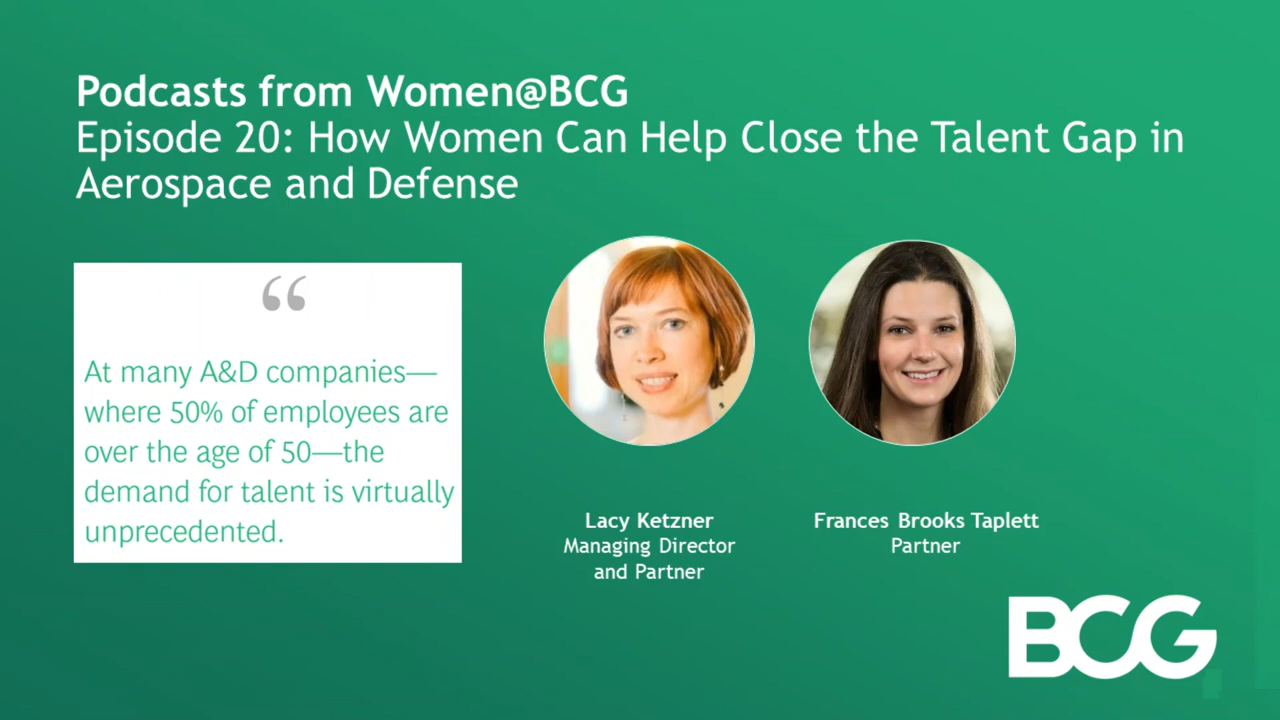 Podcasts from Women@BCG
Episode 20: How Women Can Help Close the Talent Gap in
Aerospace and Defense
“
At many A&D companies—
where 50% of employees are
over the age of 50—the
demand for talent is virtually
unprecedented.
Lacy Ketzner
Managing Director
and Partner
Frances Brooks Taplett
Partner
BCG